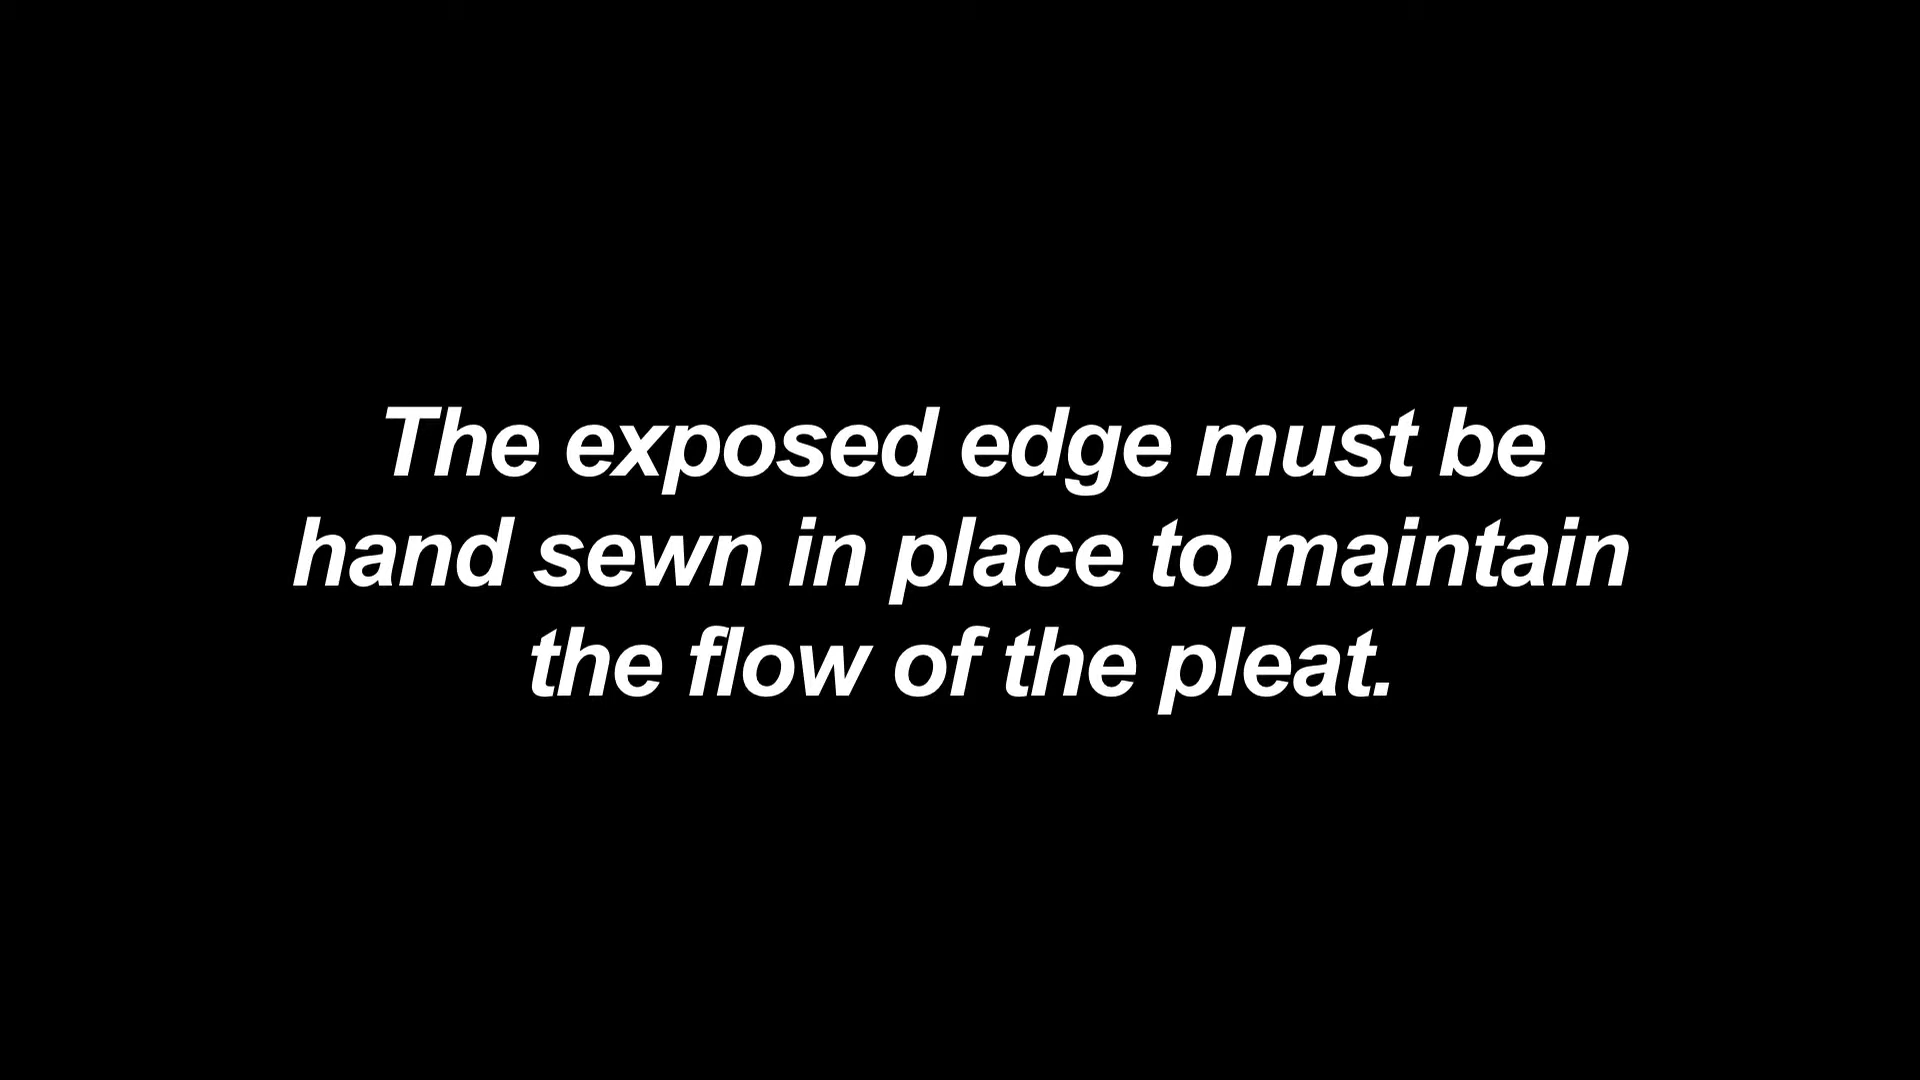 The exposed edge must be
hand sewn in place to maintain
the flow of the pleat.